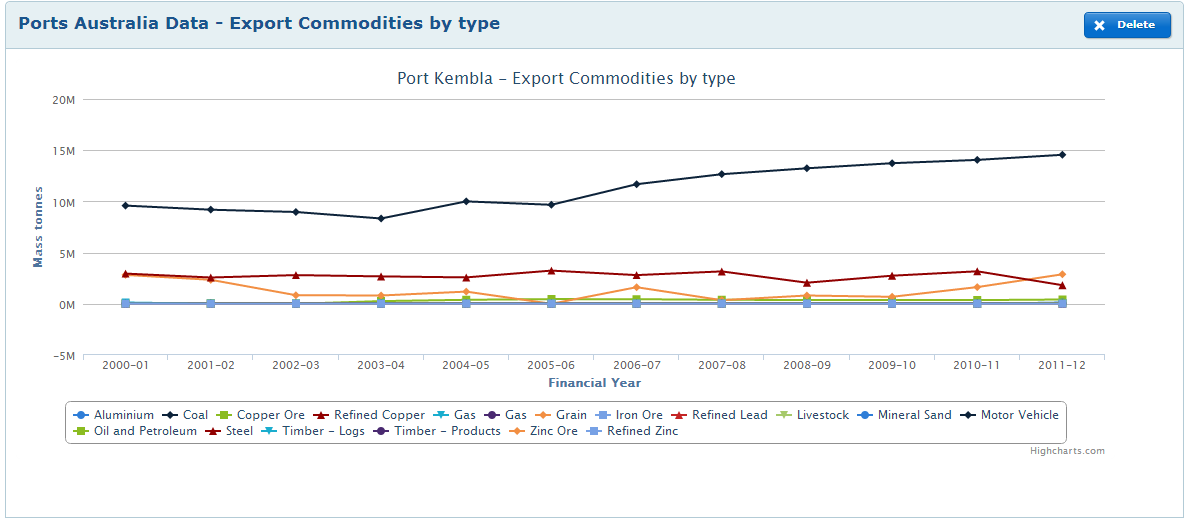 Ports Australia Data - Export Commodities by type
Delete
Port Kembla - Export Commodities by type
20M
15M
10M
5M
0M
-5M
Mass tonnes
2000-01 2001-02 2002-03 2003-04 2004-05 2005-06 2006-07 2007-08 2008-09 2009-10 2010-11 2011-12
Financial Year
Aluminium Coal Copper Ore Refined Copper Gas Gas Grain Iron Ore Refined Lead Livestock Mineral Sand Motor Vehicle
Oil and Petroleum Steel Timber - Logs Timber - Products Zinc Ore Refined Zinc
Highcharts.com